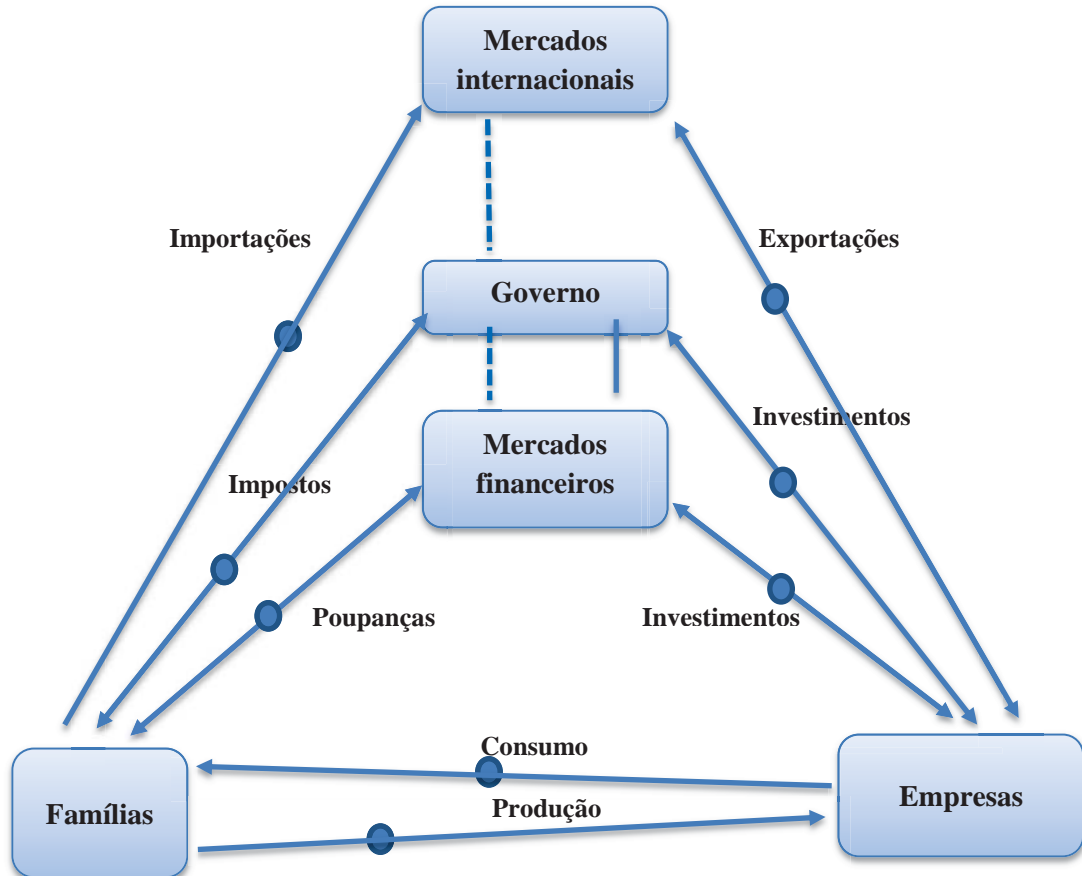 Mercados
internacionais
Importações
Exportações
Governo
Investimentos
Mercados
financeiros
Impostos
Poupanças
Investimentos
Consumo
Famílias
Produção
Empresas